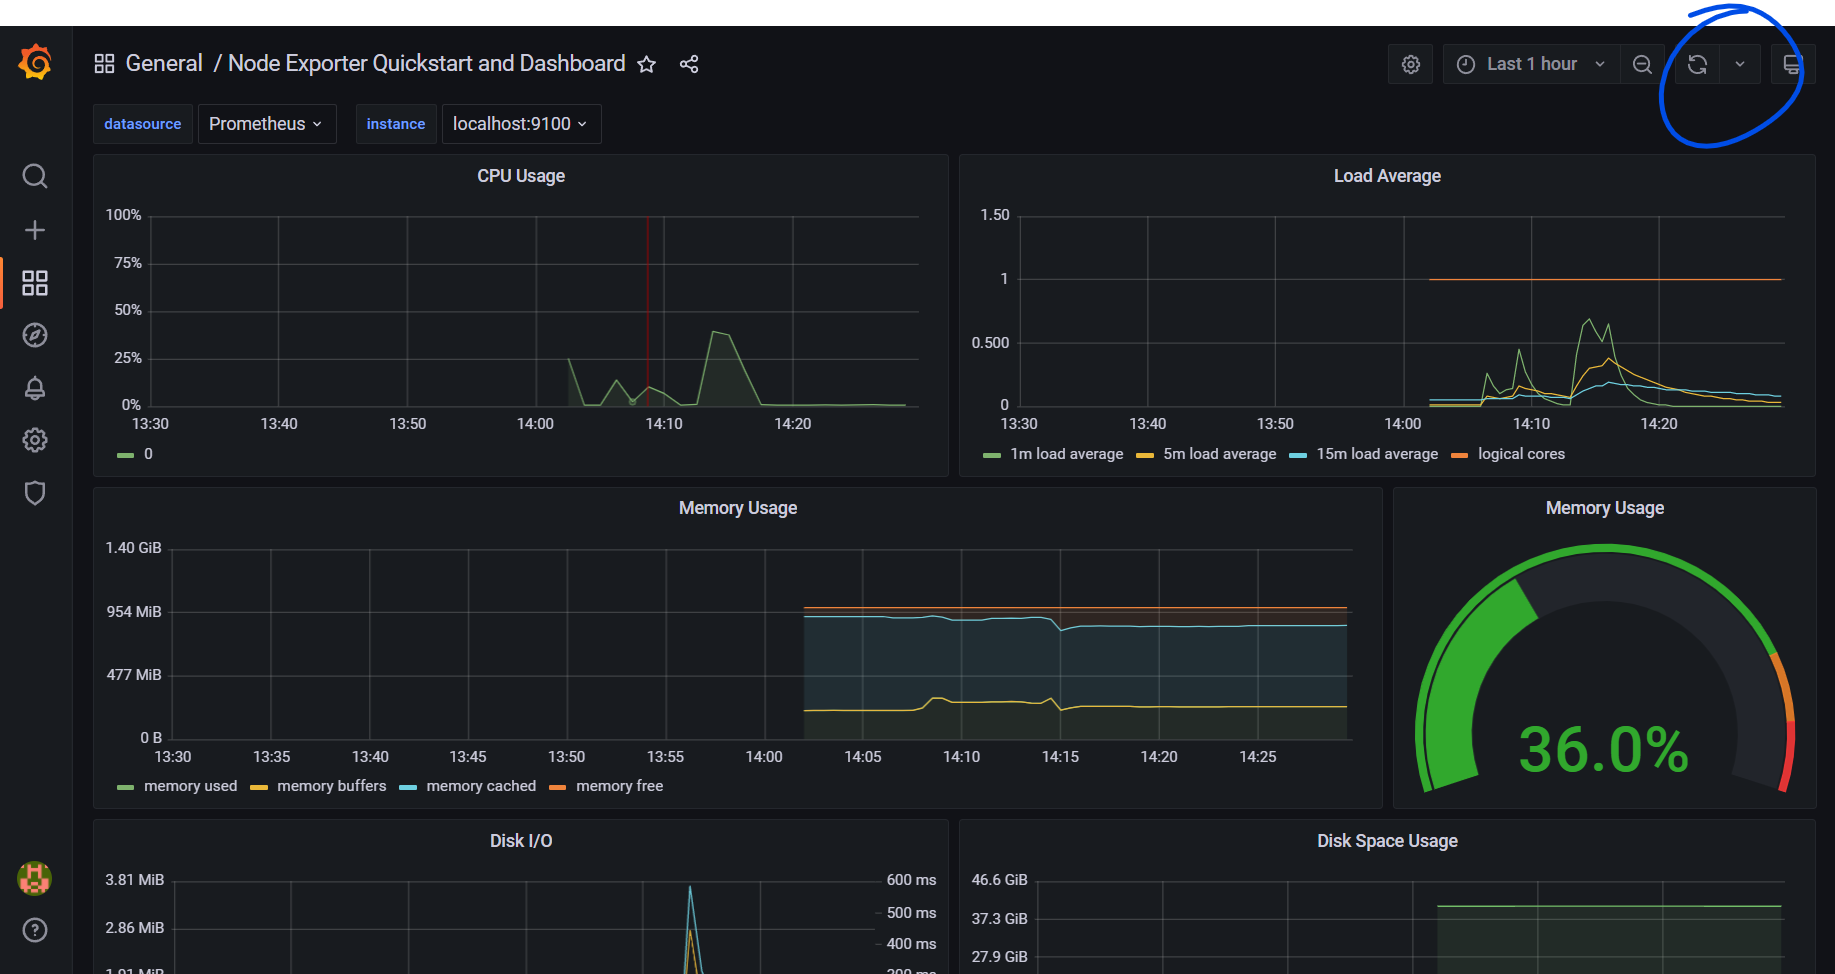 General / Node Exporter Quickstart and Dashboard
Last 1 hour
datasource Prometheus instance localhost:9100
CPU Usage
100%
75%
50%
25%
0%
13:30 13:40 13:50 14:00 14:10 14:20
0
Load Average
1.50
1
0.500
0
13:30 13:40 13:50 14:00 14:10 14:20
1m load average 5m load average 15m load average logical cores
Memory Usage
1.40 GiB
954 MiB
477 MiB
0 B
13:30 13:35 13:40 13:45 13:50 13:55 14:00 14:05 14:10 14:15 14:20 14:25
memory used memory buffers memory cached memory free
Memory Usage
36.0%
Disk I/O
3.81 MiB
2.86 MiB
1.91 MiB
600 ms
500 ms
400 ms
300 ms
Disk Space Usage
46.6 GiB
37.3 GiB
27.9 GiB